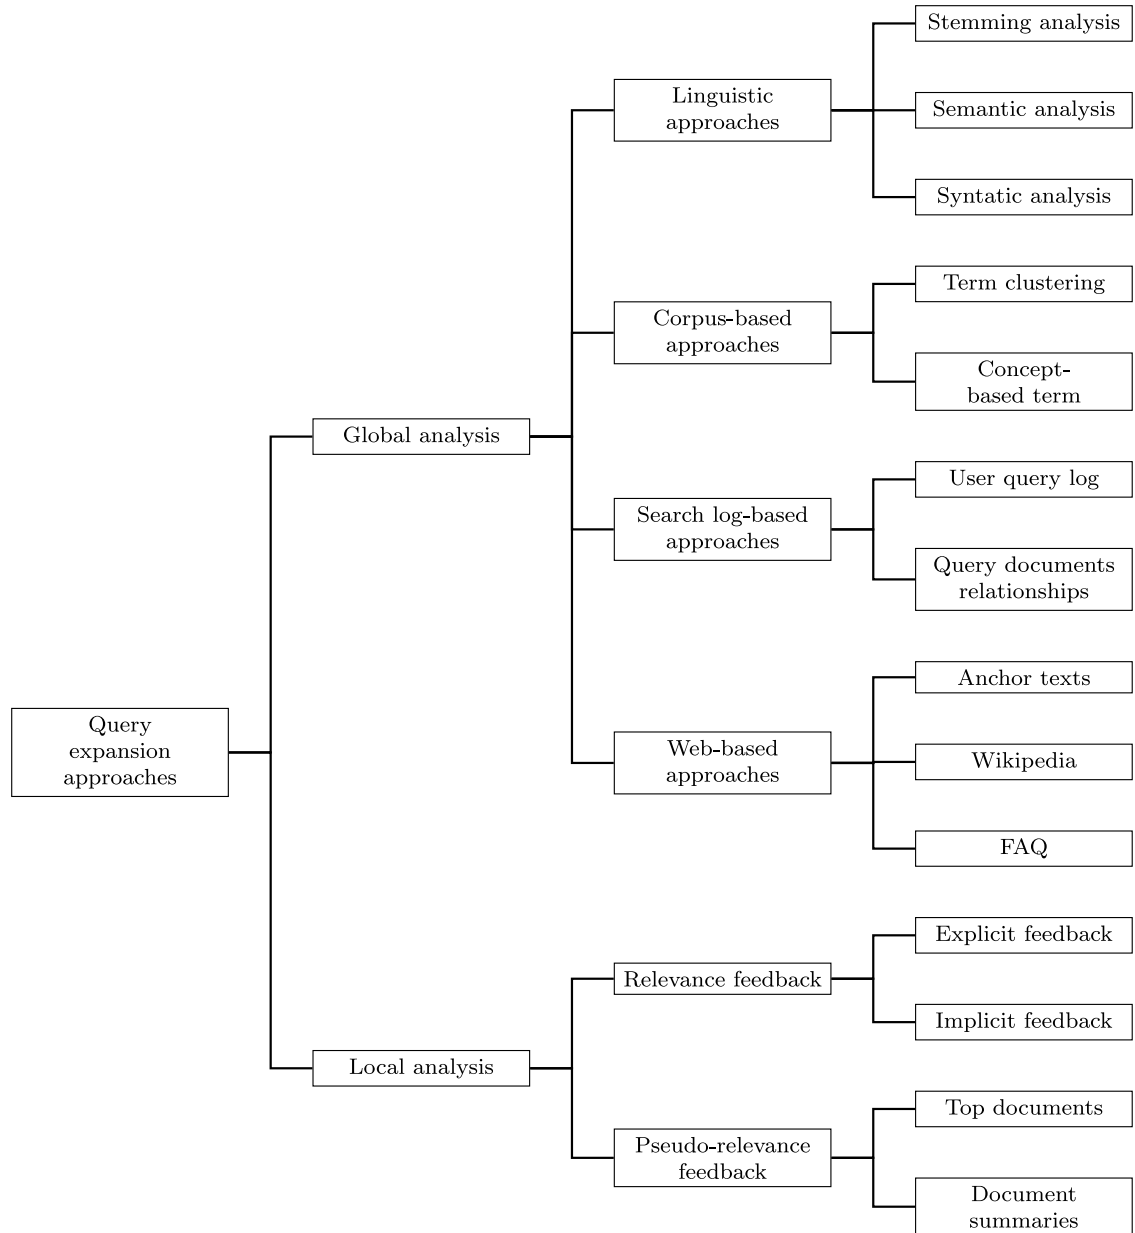 Stemming analysis
Linguistic
approaches
Semantic analysis
Syntatic analysis
Term clustering
Corpus-based
approaches
Concept-
based term
Global analysis
User query log
Search log-based
approaches
Query documents
relationships
Anchor texts
Query
expansion
approaches
Web-based
approaches
Wikipedia
FAQ
Explicit feedback
Relevance feedback
Implicit feedback
Local analysis
Top documents
Pseudo-relevance
feedback
Document
summaries